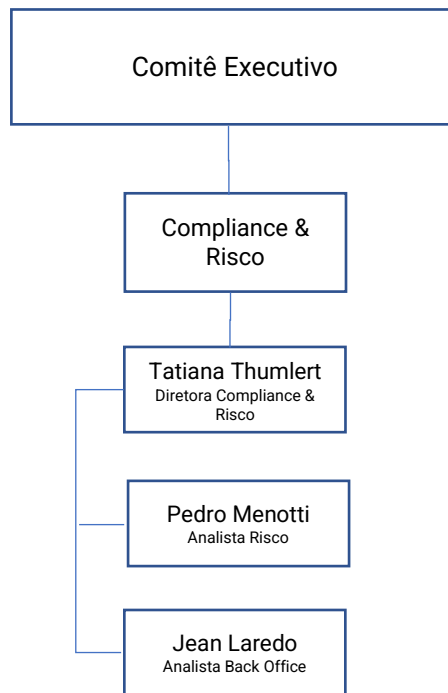 Comitê Executivo
Compliance &
Risco
Tatiana Thumlert
Diretora Compliance &
Risco
Pedro Menotti
Analista Risco
Jean Laredo
Analista Back Office